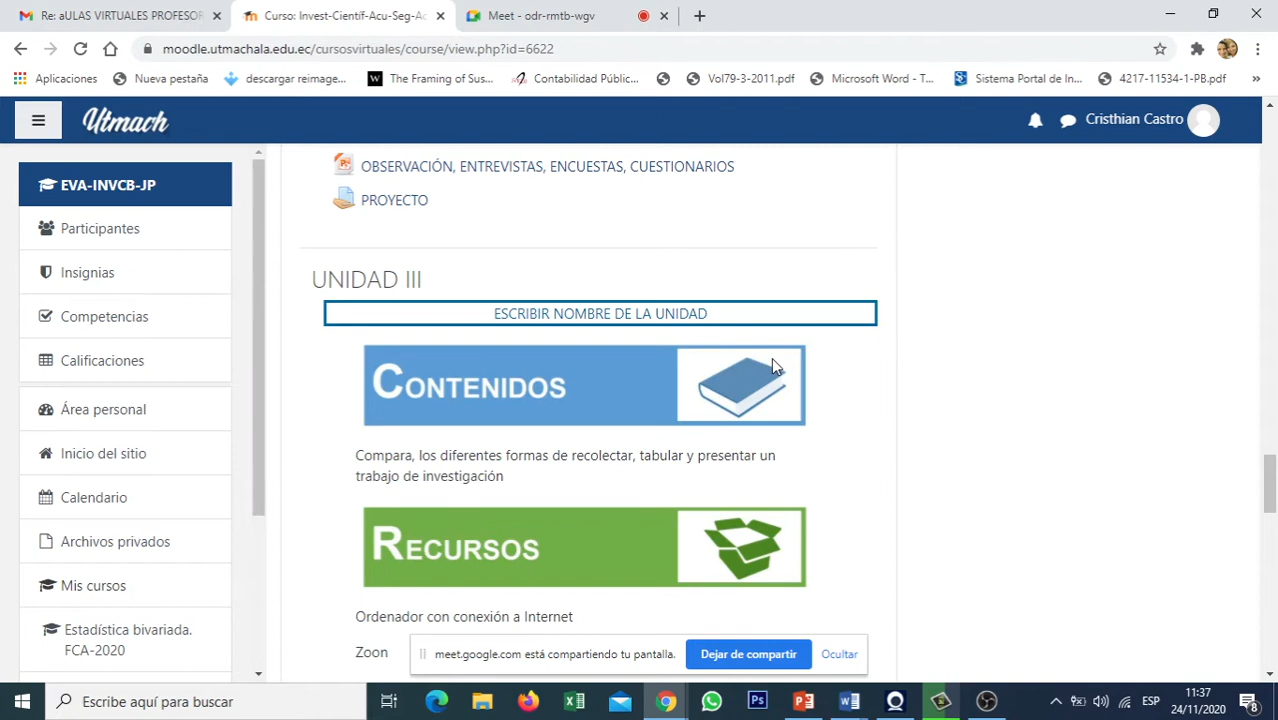 Re: aULAS VIRTUALES PROFESOR
Curso: Invest-Científ-Acu-Seg-Ac
Meet - odr-rmtb-wgv
moodle.utmachala.edu.ec/cursosvirtuales/course/view.php?id=6622
Aplicaciones
Nueva pestaña
descargar reimage...
The Framing of Sus...
Contabilidad Públic...
Vol79-3-2011.pdf
Microsoft Word - T...
Sistema Portal de In...
4217-11534-1-PB.pdf
»
Utmach
Cristhian Castro
EVA-INVCB-JP
Participantes
Insignias
Competencias
Calificaciones
Área personal
Inicio del sitio
Calendario
Archivos privados
Mis cursos
Estadística bivariada.
FCA-2020
OBSERVACIÓN, ENTREVISTAS, ENCUESTAS, CUESTIONARIOS
PROYECTO
UNIDAD III
ESCRIBIR NOMBRE DE LA UNIDAD
CONTENIDOS
Compara, los diferentes formas de recolectar, tabular y presentar un
trabajo de investigación
RECURSOS
Ordenador con conexión a Internet
Zoon
meet.google.com está compartiendo tu pantalla.
Dejar de compartir
Ocultar
Escribe aquí para buscar
ESP
11:37
24/11/2020
8